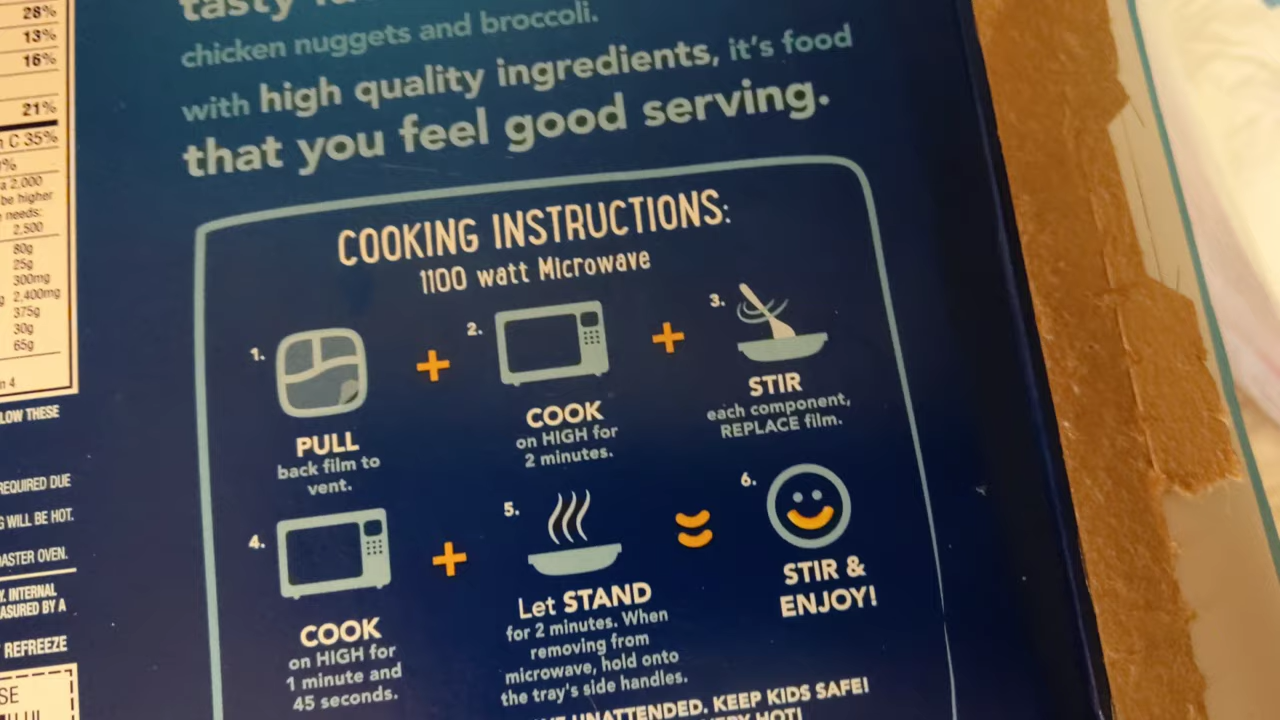 28%
13%
16%
21%
C 35%
a 2,000
be higher
needs:
2,500
80g
25g
300mg
2,400mg
375g
30g
65g
LOW THESE
REQUIRED DUE
WILL BE HOT.
OVEN.
INTERNAL
BY A
REFREEZE
tasty
chicken nuggets and broccoli.
with high quality ingredients, it's food
that you feel good serving.
COOKING INSTRUCTIONS:
1100 watt Microwave
1.
PULL
back film to
vent.
+
2.
COOK
on HIGH for
2 minutes.
+
3.
STIR
each component,
REPLACE film.
4.
COOK
on HIGH for
1 minute and
45 seconds.
+
5.
Let STAND
for 2 minutes. When
removing from
microwave, hold onto
the tray's side handles.
6.
STIR &
ENJOY!
UNATTENDED. KEEP KIDS SAFE!
HOT!